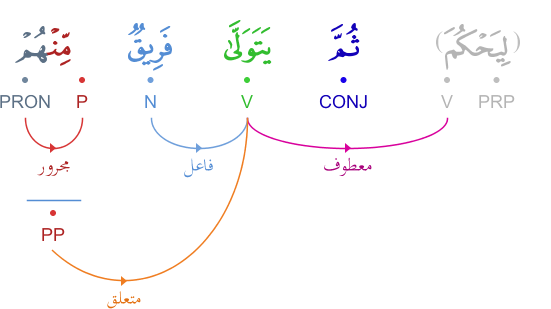 (لِيَحْكُمَ) ثُمَّ يَتَوَلَّىٰ فَرِيقٌ مِّنْهُمْ
PRP V CONJ V N P PRON
معطوف فاعل مجرور
PP
متعلق